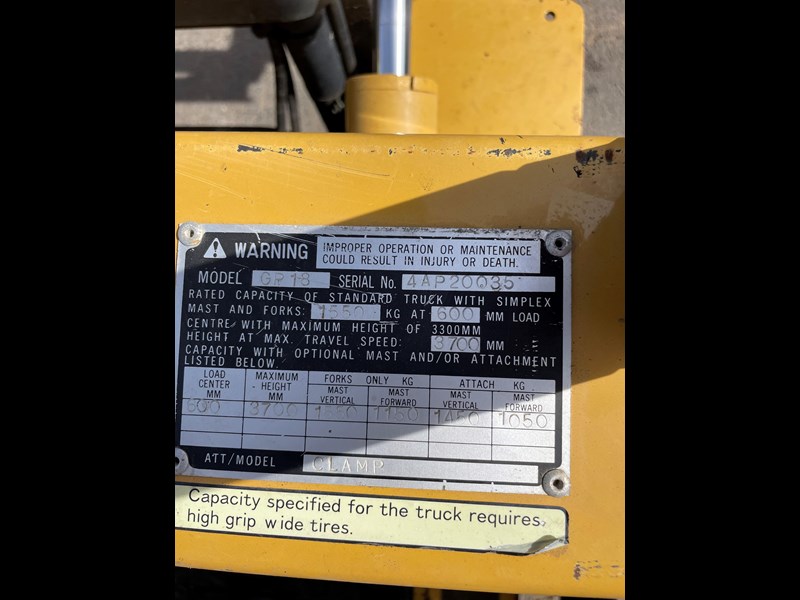 WARNING IMPROPER OPERATION OR MAINTENANCE
COULD RESULT IN INJURY OR DEATH.
MODEL GP18 SERIAL No. 4AP20035
RATED CAPACITY OF STANDARD TRUCK WITH SIMPLEX
MAST AND FORKS: 1550 KG AT 600 MM LOAD
CENTRE WITH MAXIMUM HEIGHT OF 3300MM
HEIGHT AT MAX. TRAVEL SPEED: 3700 MM
CAPACITY WITH OPTIONAL MAST AND/OR ATTACHMENT
LISTED BELOW.
LOAD CENTER MM MAXIMUM HEIGHT MM FORKS ONLY KG ATTACH KG
MAST VERTICAL MAST FORWARD MAST VERTICAL MAST FORWARD
600 3700 1550 1150 1450 1050
ATT/MODEL CLAMP
Capacity specified for the truck requires
high grip wide tires.